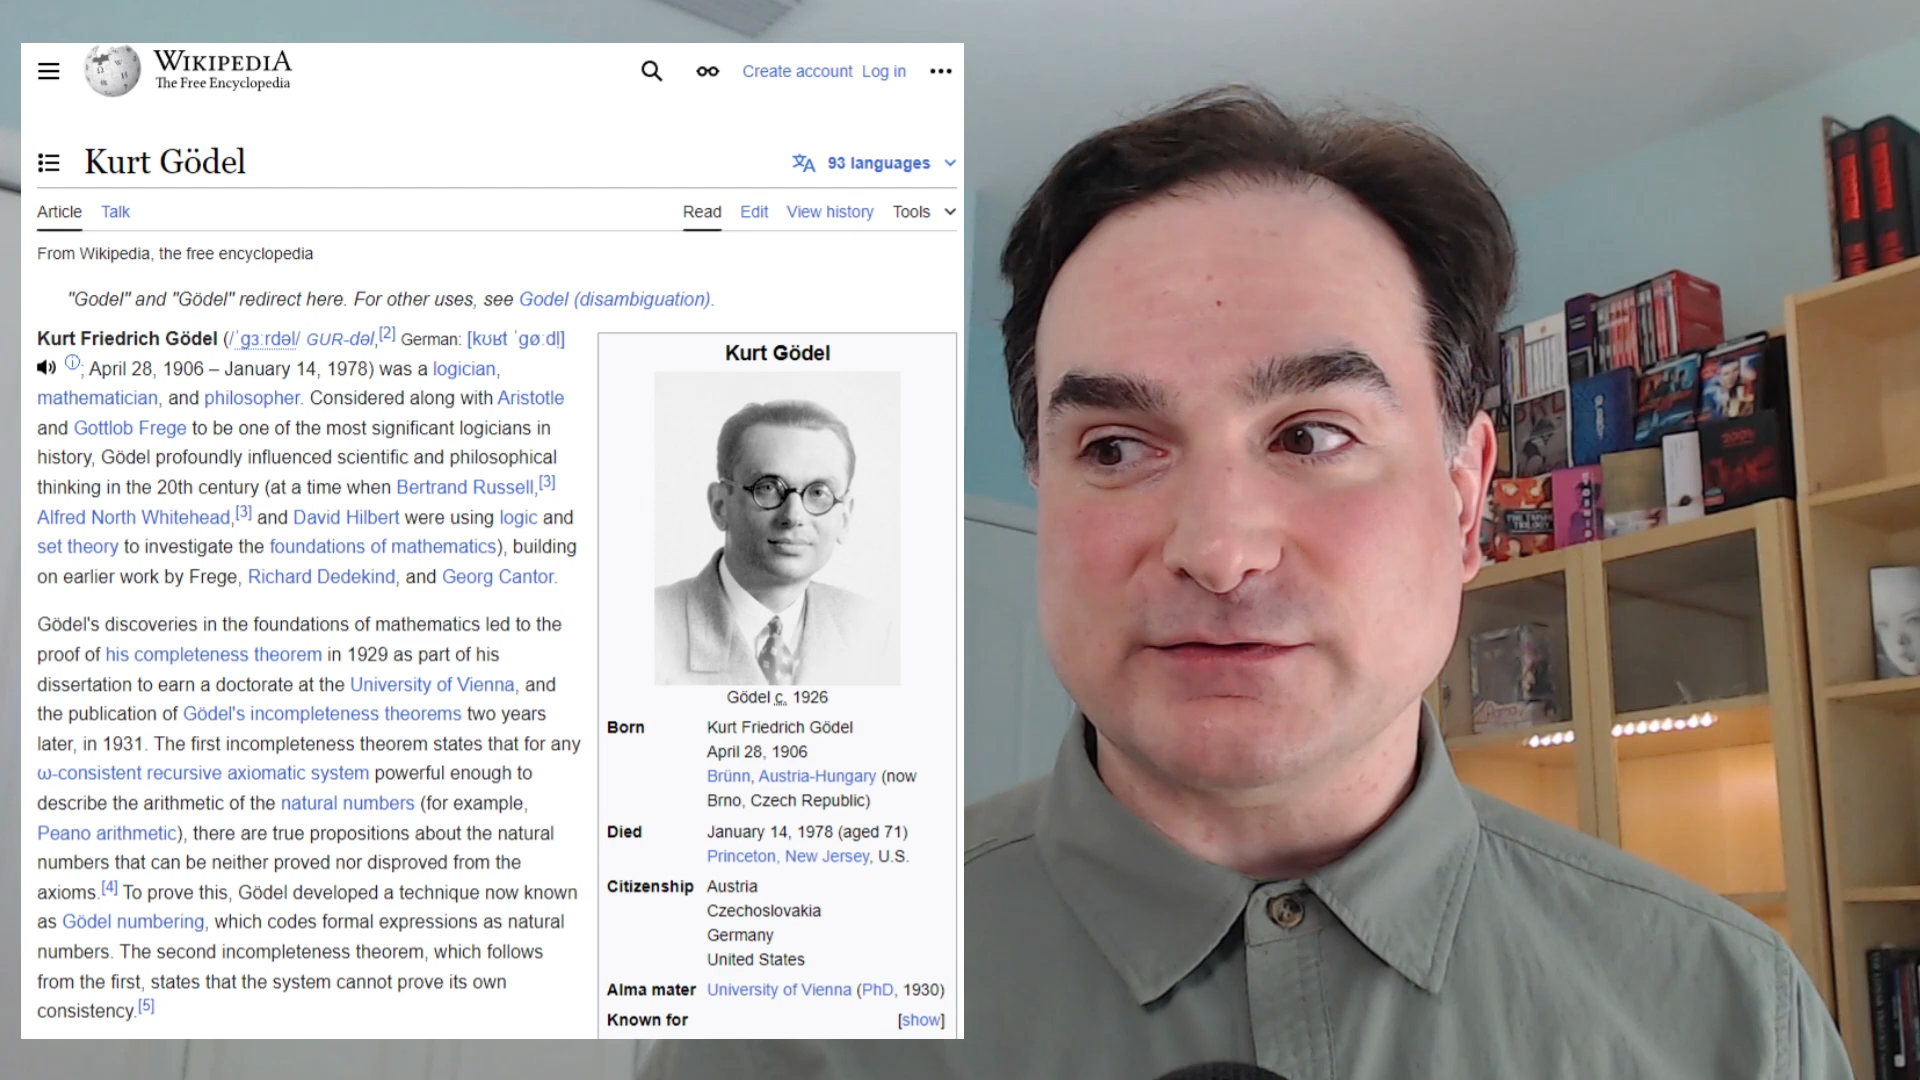 WIKIPEDIA
The Free Encyclopedia
Create account Log in
Kurt Gödel
93 languages
Article Talk
Read Edit View history Tools
From Wikipedia, the free encyclopedia
"Godel" and "Gödel" redirect here. For other uses, see Godel (disambiguation).
Kurt Friedrich Gödel (/ˈɡɜːrdəl/ GUR-dəl,[2] German: [kʊʁt ˈɡøːdl̩]
ⓘ; April 28, 1906 – January 14, 1978) was a logician,
mathematician, and philosopher. Considered along with Aristotle
and Gottlob Frege to be one of the most significant logicians in
history, Gödel profoundly influenced scientific and philosophical
thinking in the 20th century (at a time when Bertrand Russell,[3]
Alfred North Whitehead,[3] and David Hilbert were using logic and
set theory to investigate the foundations of mathematics), building
on earlier work by Frege, Richard Dedekind, and Georg Cantor.
Gödel's discoveries in the foundations of mathematics led to the
proof of his completeness theorem in 1929 as part of his
dissertation to earn a doctorate at the University of Vienna, and
the publication of Gödel's incompleteness theorems two years
later, in 1931. The first incompleteness theorem states that for any
ω-consistent recursive axiomatic system powerful enough to
describe the arithmetic of the natural numbers (for example,
Peano arithmetic), there are true propositions about the natural
numbers that can be neither proved nor disproved from the
axioms.[4] To prove this, Gödel developed a technique now known
as Gödel numbering, which codes formal expressions as natural
numbers. The second incompleteness theorem, which follows
from the first, states that the system cannot prove its own
consistency.[5]
Kurt Gödel
Gödel c. 1926
Born Kurt Friedrich Gödel
April 28, 1906
Brünn, Austria-Hungary (now
Brno, Czech Republic)
Died January 14, 1978 (aged 71)
Princeton, New Jersey, U.S.
Citizenship Austria
Czechoslovakia
Germany
United States
Alma mater University of Vienna (PhD, 1930)
Known for [show]